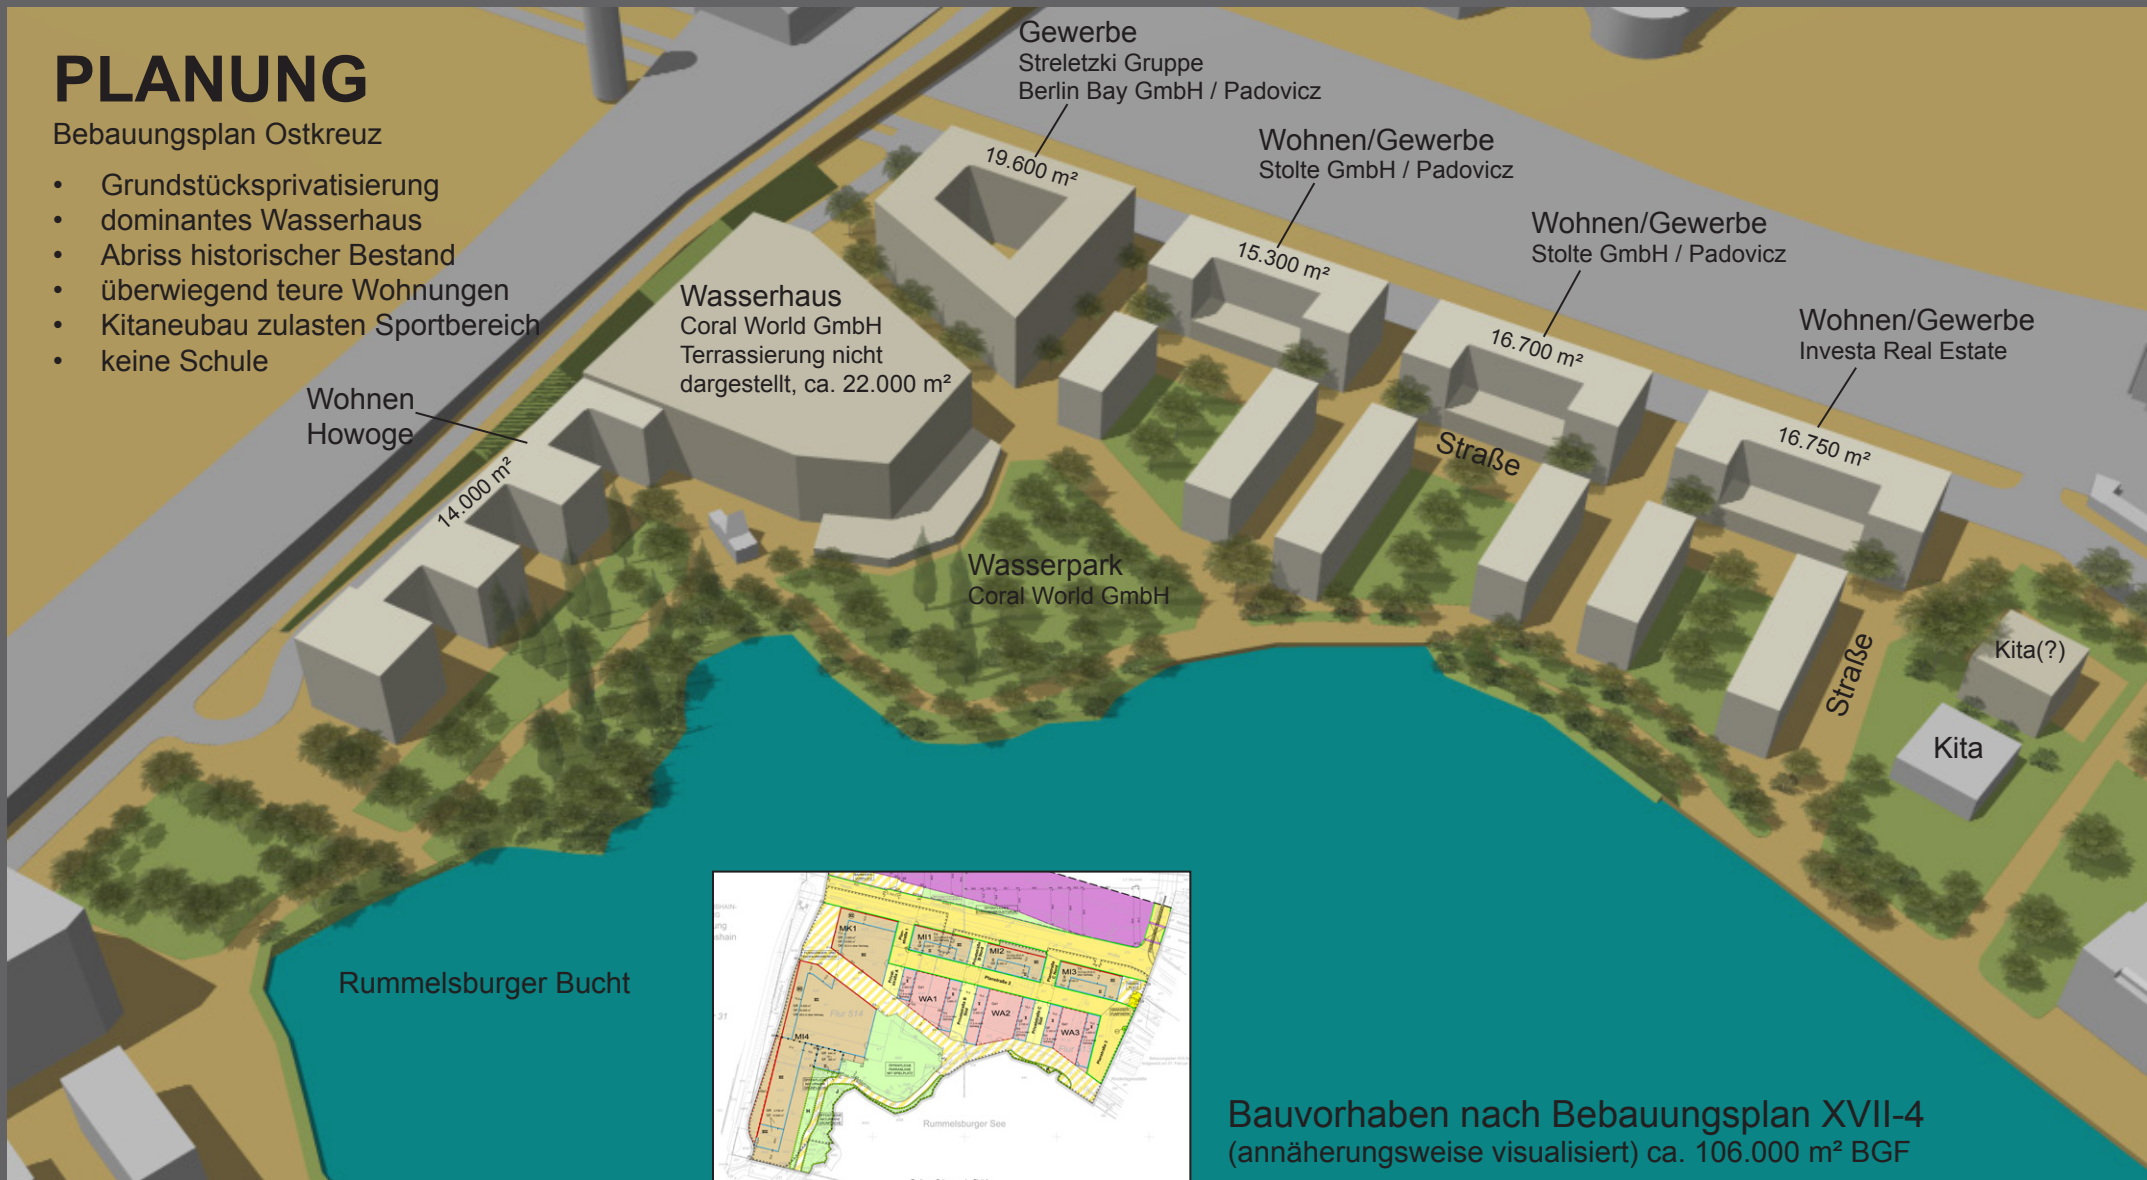 PLANUNG
Bebauungsplan Ostkreuz
• Grundstücksprivatisierung
• dominantes Wasserhaus
• Abriss historischer Bestand
• überwiegend teure Wohnungen
• Kitaneubau zulasten Sportbereich
• keine Schule
Gewerbe
Streletzki Gruppe
Berlin Bay GmbH / Padovicz
19.600 m²
Wohnen/Gewerbe
Stolte GmbH / Padovicz
15.300 m²
Wohnen/Gewerbe
Stolte GmbH / Padovicz
16.700 m²
Wohnen/Gewerbe
Investa Real Estate
16.750 m²
Wasserhaus
Coral World GmbH
Terrassierung nicht
dargestellt, ca. 22.000 m²
Wohnen
Howoge
14.000 m²
Straße
Wasserpark
Coral World GmbH
Straße
Kita(?)
Kita
Rummelsburger Bucht
MK1
MI1
MI2
MI3
WA1
WA2
WA3
MI4
Flur 514
Planstraße 2
Rummelsburger See
Bauvorhaben nach Bebauungsplan XVII-4
(annäherungsweise visualisiert) ca. 106.000 m² BGF